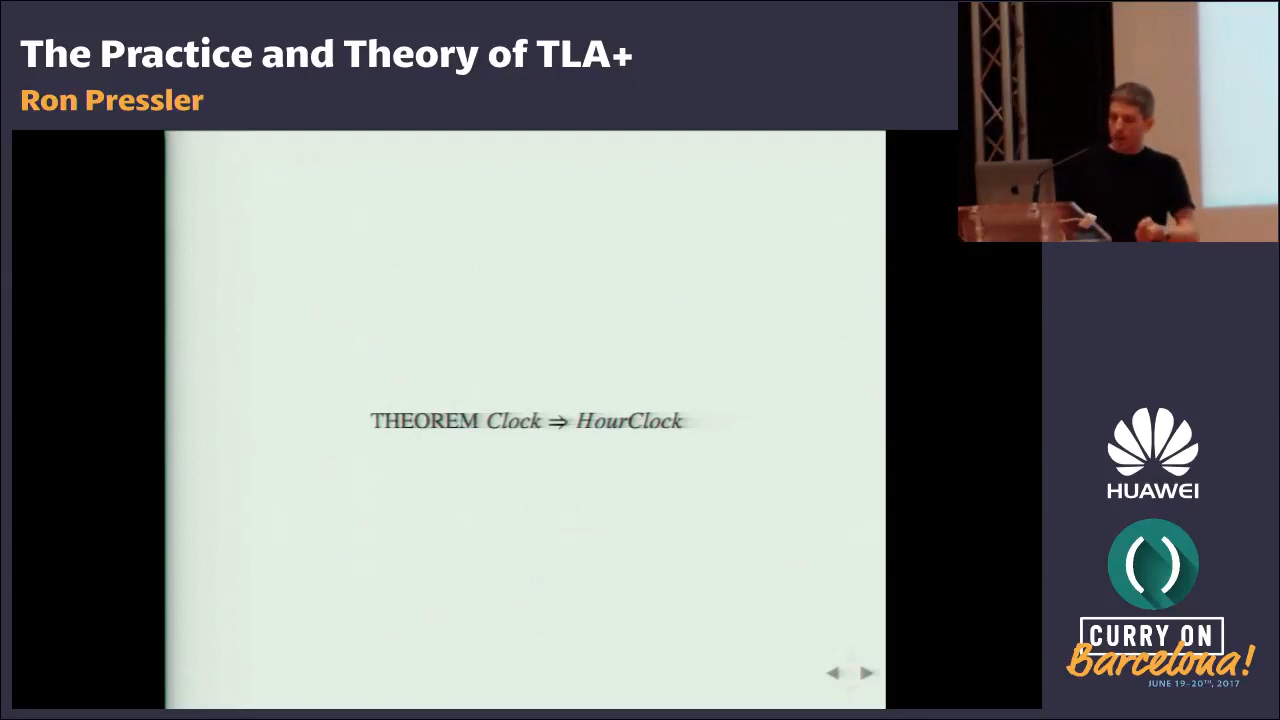 The Practice and Theory of TLA+
Ron Pressler
THEOREM Clock ⇒ HourClock
HUAWEI
()
CURRY ON
Barcelona!
JUNE 19-20TH, 2017